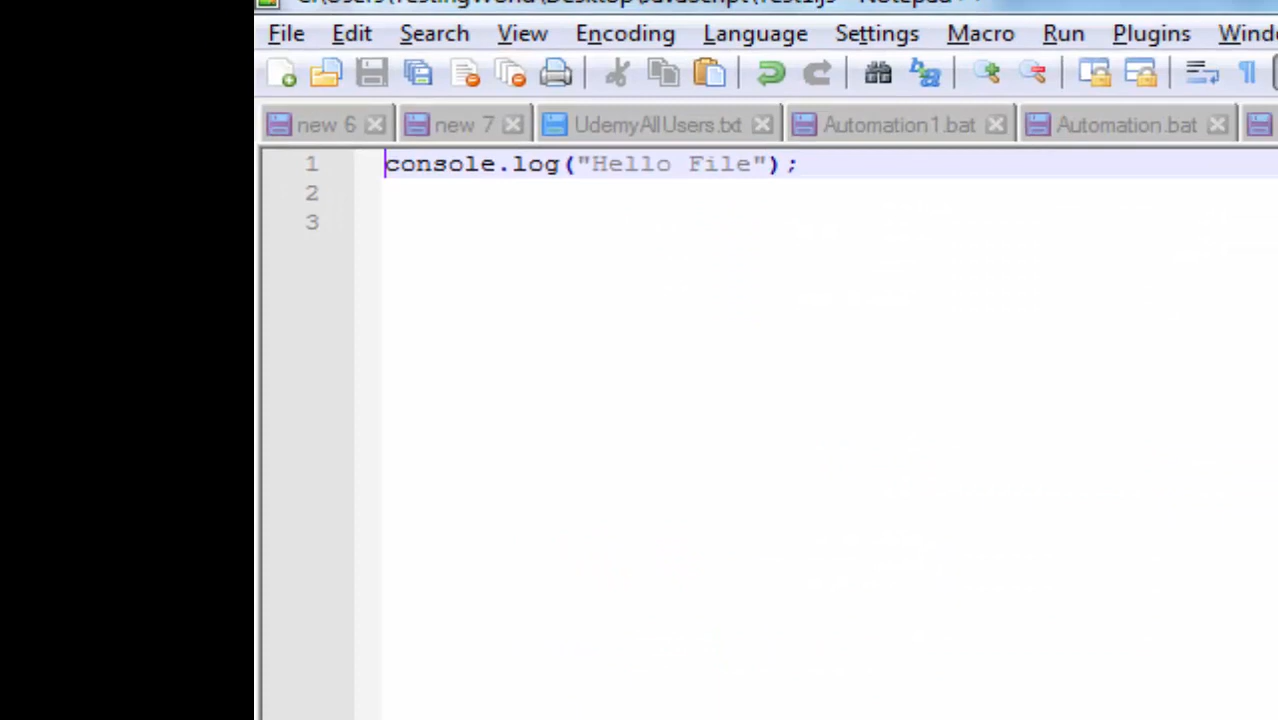 File Edit Search View Encoding Language Settings Macro Run Plugins
new 6 new 7 UdemyAllUsers.txt Automation1.bat Automation.bat
1 console.log("Hello File");
2
3